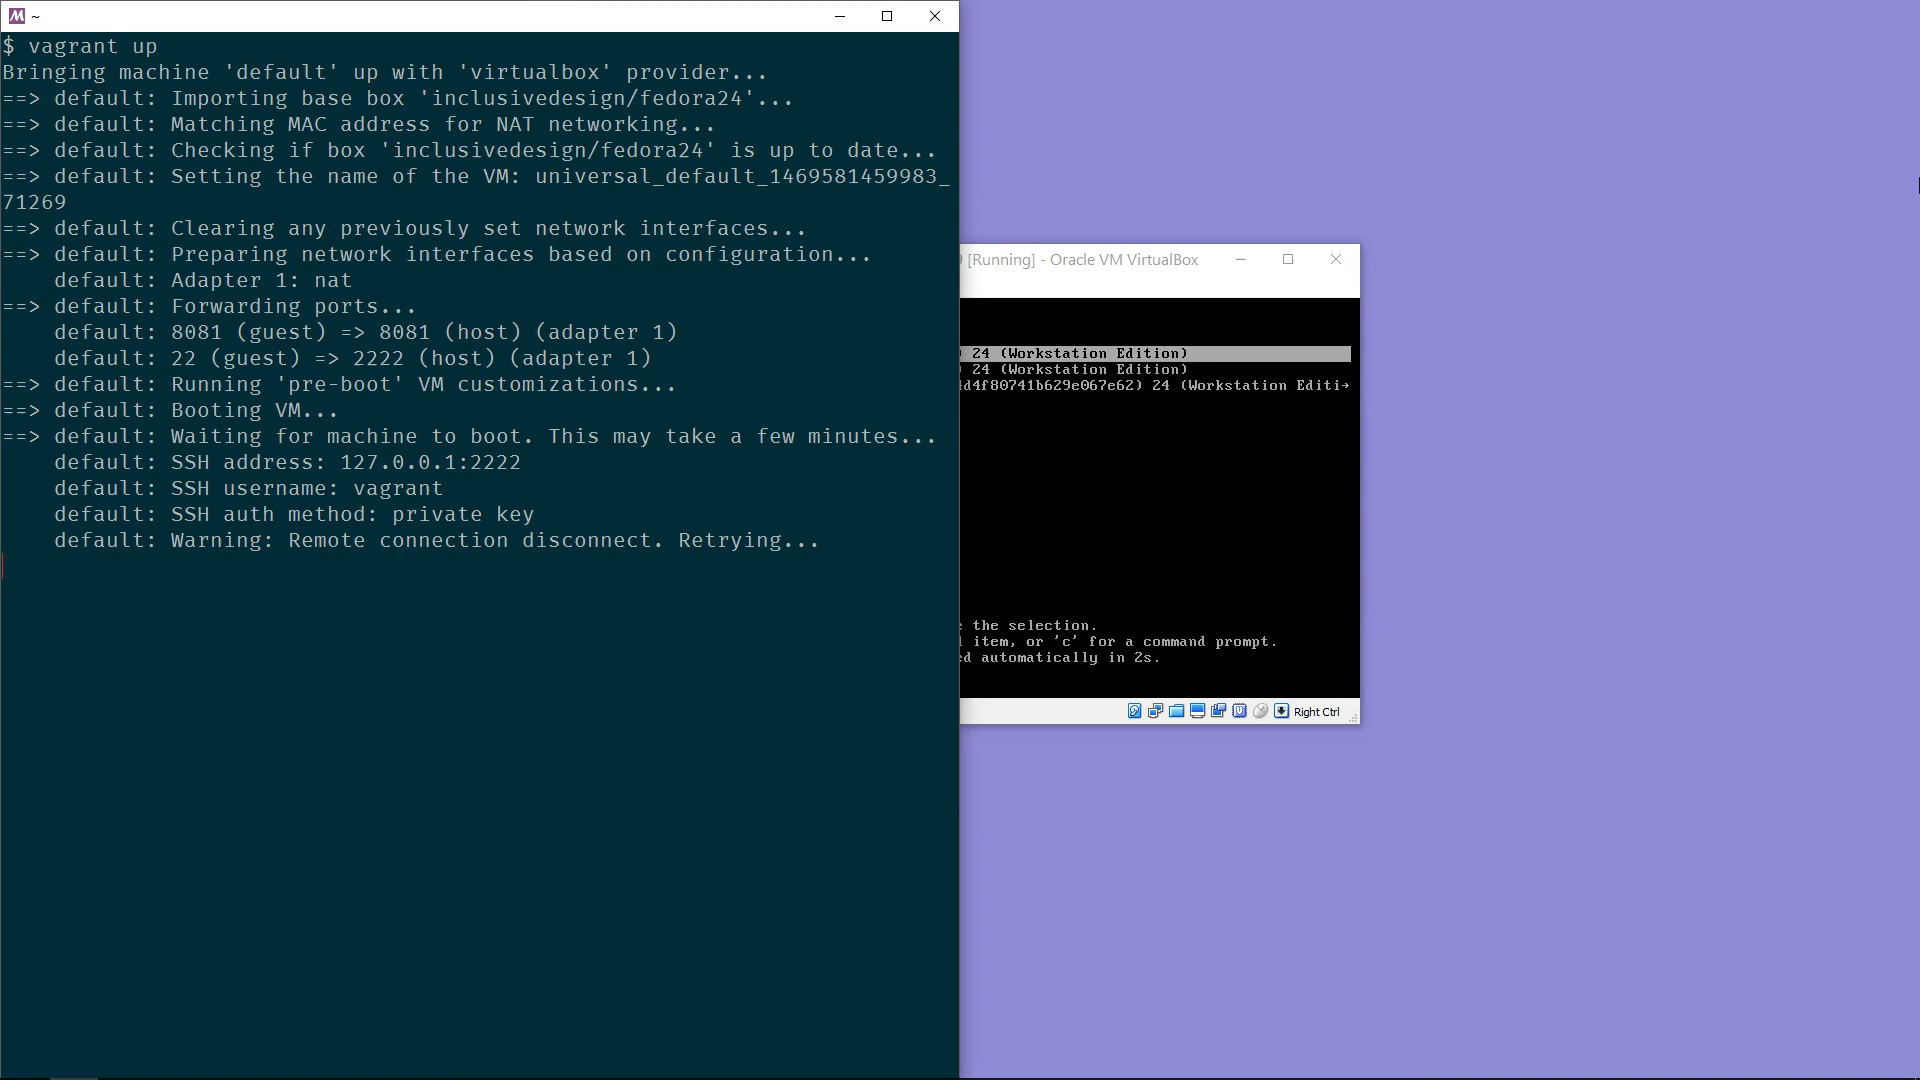 ~
$ vagrant up
Bringing machine 'default' up with 'virtualbox' provider...
==> default: Importing base box 'inclusivedesign/fedora24'...
==> default: Matching MAC address for NAT networking...
==> default: Checking if box 'inclusivedesign/fedora24' is up to date...
==> default: Setting the name of the VM: universal_default_1469581459983_
71269
==> default: Clearing any previously set network interfaces...
==> default: Preparing network interfaces based on configuration...
default: Adapter 1: nat
==> default: Forwarding ports...
default: 8081 (guest) => 8081 (host) (adapter 1)
default: 22 (guest) => 2222 (host) (adapter 1)
==> default: Running 'pre-boot' VM customizations...
==> default: Booting VM...
==> default: Waiting for machine to boot. This may take a few minutes...
default: SSH address: 127.0.0.1:2222
default: SSH username: vagrant
default: SSH auth method: private key
default: Warning: Remote connection disconnect. Retrying...
[Running] - Oracle VM VirtualBox
24 (Workstation Edition)
24 (Workstation Edition)
d4f80741b629e067e62) 24 (Workstation Editi→
the selection.
item, or 'c' for a command prompt.
automatically in 2s.
Right Ctrl